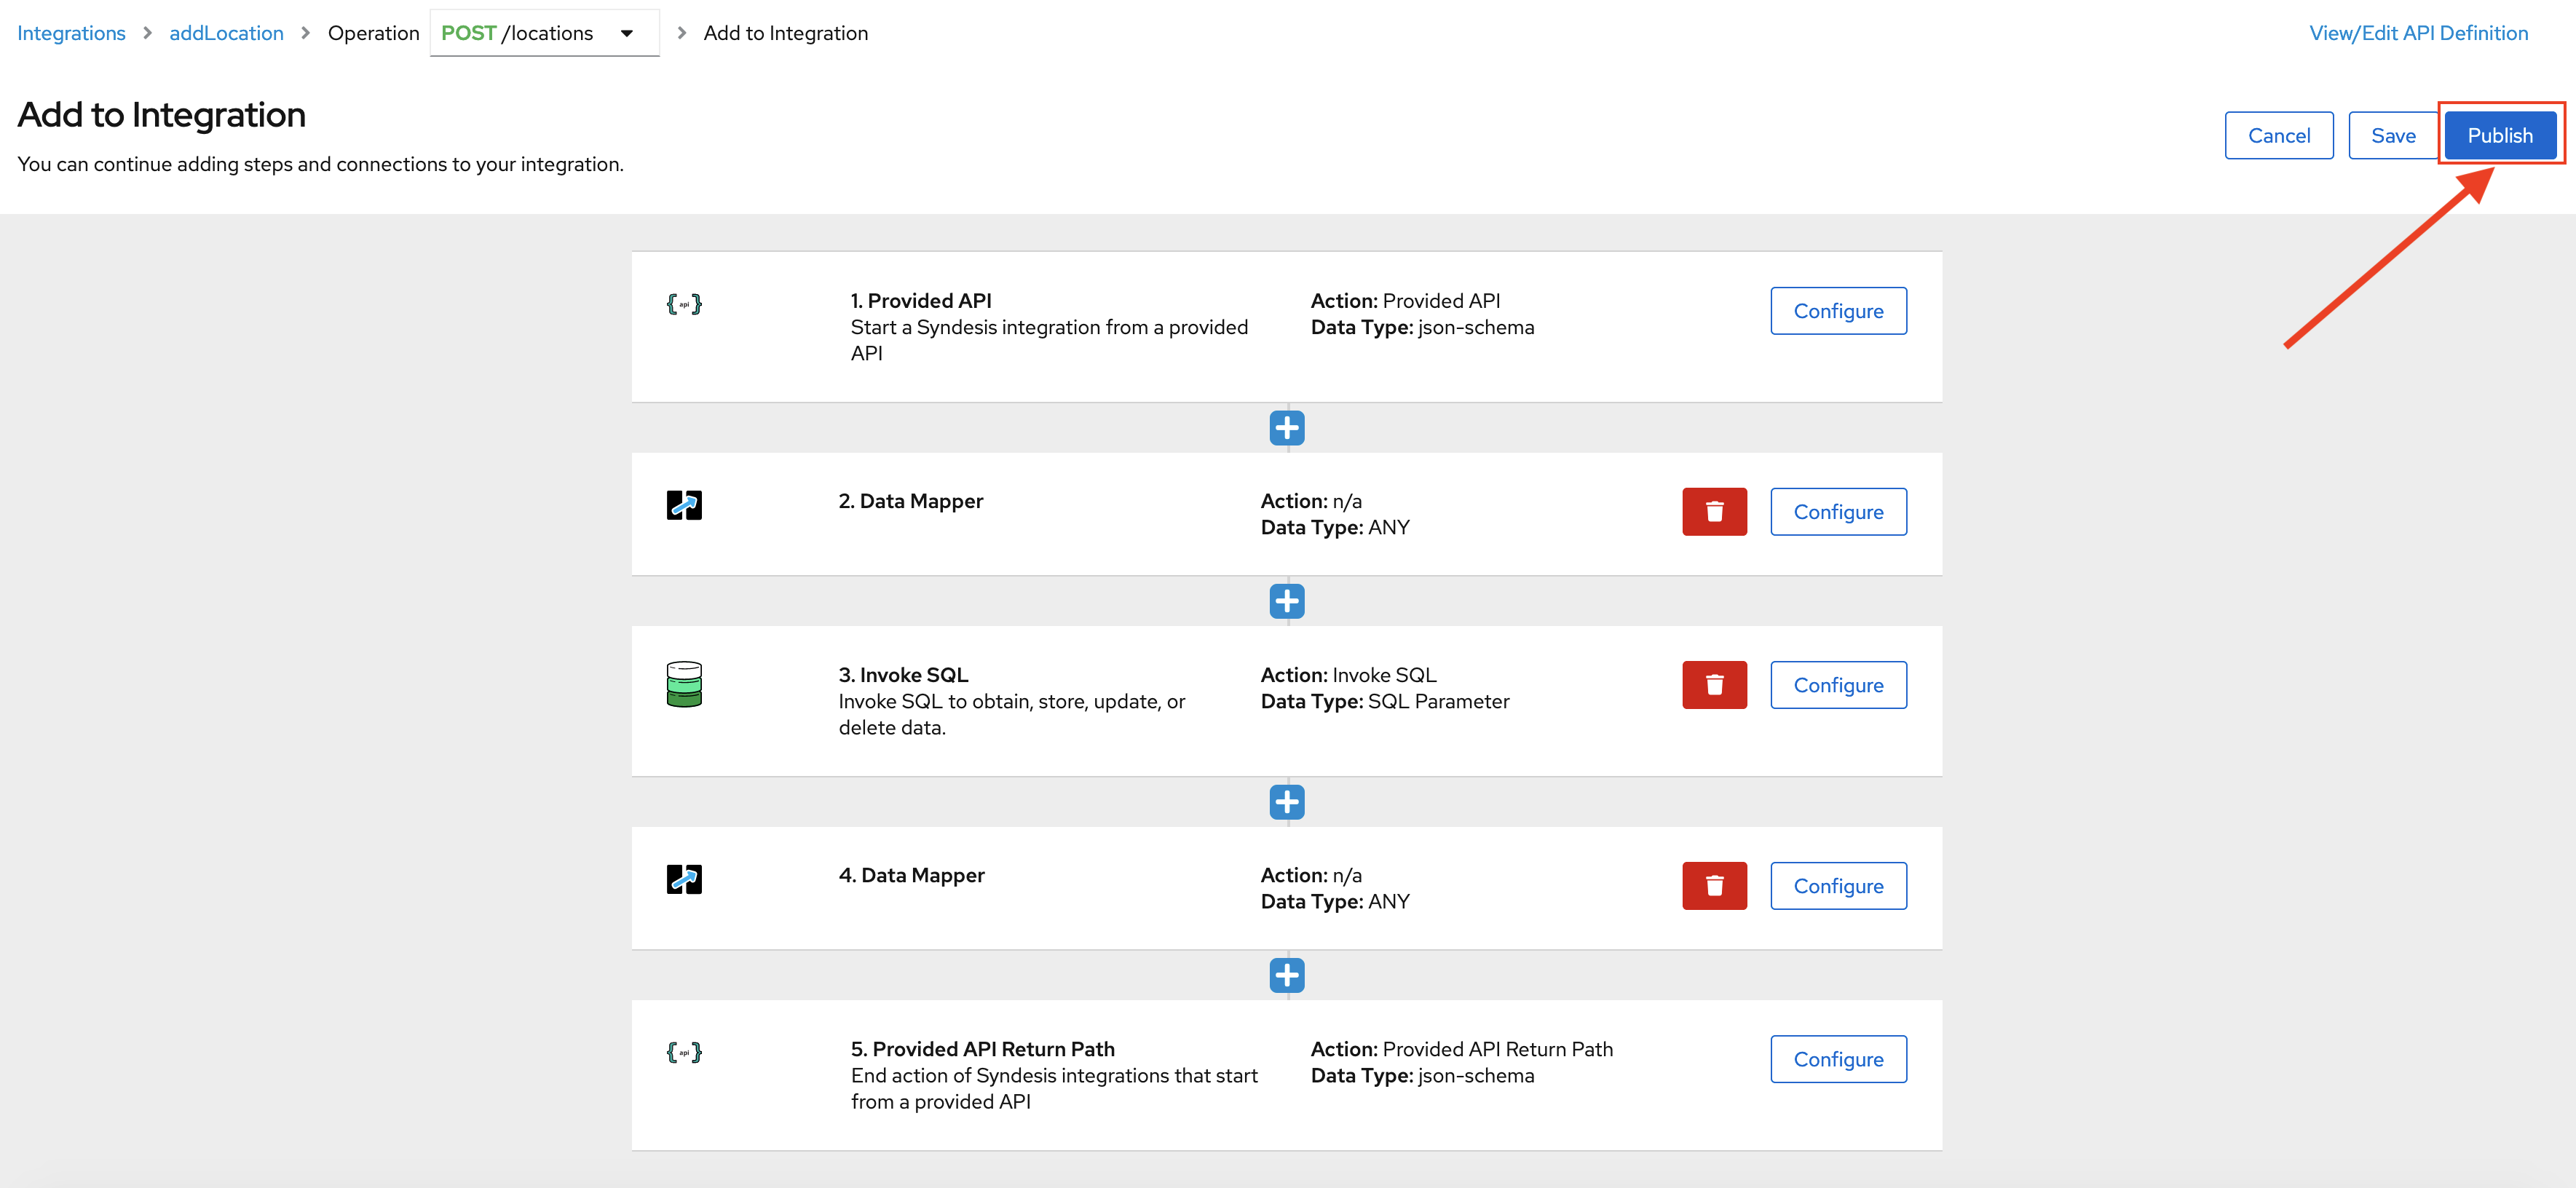 Integrations > addLocation > Operation POST /locations > Add to Integration
View/Edit API Definition
Add to Integration
You can continue adding steps and connections to your integration.
Cancel
Save
Publish
{ api }
1. Provided API
Start a Syndesis integration from a provided
API
Action: Provided API
Data Type: json-schema
Configure
2. Data Mapper
Action: n/a
Data Type: ANY
Configure
3. Invoke SQL
Invoke SQL to obtain, store, update, or
delete data.
Action: Invoke SQL
Data Type: SQL Parameter
Configure
4. Data Mapper
Action: n/a
Data Type: ANY
Configure
{ api }
5. Provided API Return Path
End action of Syndesis integrations that start
from a provided API
Action: Provided API Return Path
Data Type: json-schema
Configure